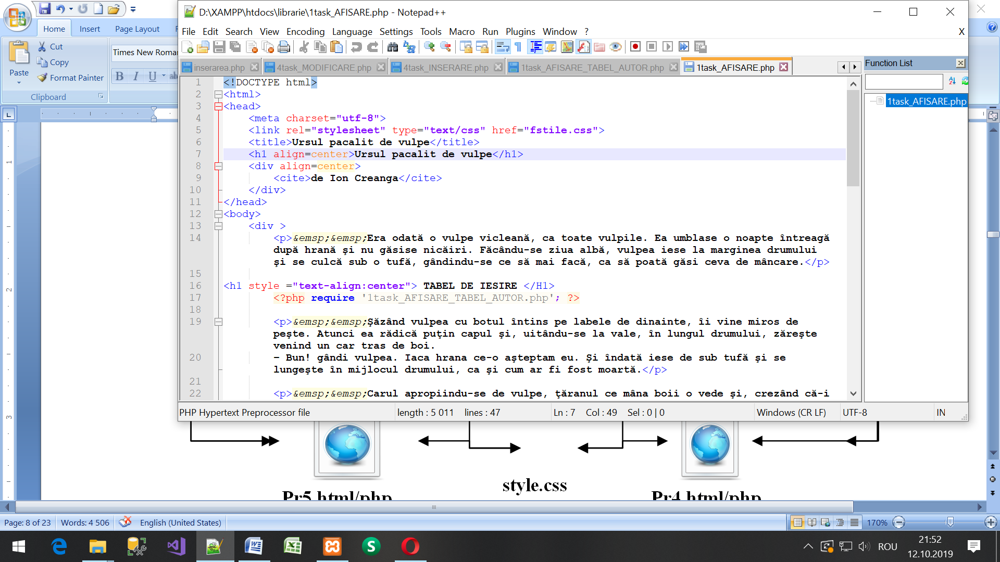 D:\XAMPP\htdocs\librarie\1task_AFISARE.php - Notepad++
File Edit Search View Encoding Language Settings Tools Macro Run Plugins Window ? X
Home Insert Page Layout
Cut
Copy
Format Painter
Paste
Clipboard
Times New Roman
B I U
inserarea.php 4task_MODIFICARE.php 4task_INSERARE.php 1task_AFISARE_TABEL_AUTOR.php 1task_AFISARE.php
Function List
1task_AFISARE.php
1 <!DOCTYPE html>
2 <html>
3 <head>
4 <meta charset="utf-8">
5 <link rel="stylesheet" type="text/css" href="fstile.css">
6 <title>Ursul pacalit de vulpe</title>
7 <h1 align=center>Ursul pacalit de vulpe</h1>
8 <div align=center>
9 <cite>de Ion Creanga</cite>
10 </div>
11 </head>
12 <body>
13 <div >
14 <p>&emsp;&emsp;Era odată o vulpe vicleană, ca toate vulpile. Ea umblase o noapte întreagă
după hrană şi nu găsise nicăiri. Făcându-se ziua albă, vulpea iese la marginea drumului
şi se culcă sub o tufă, gândindu-se ce să mai facă, ca să poată găsi ceva de mâncare.</p>
15
16 <h1 style ="text-align:center"> TABEL DE IESIRE </H1>
17 <?php require '1task_AFISARE_TABEL_AUTOR.php'; ?>
18
19 <p>&emsp;&emsp;Şăzând vulpea cu botul întins pe labele de dinainte, îi vine miros de
peşte. Atunci ea rădică puţin capul şi, uitându-se la vale, în lungul drumului, zăreşte
venind un car tras de boi.
20 – Bun! gândi vulpea. Iaca hrana ce-o aşteptam eu. Şi îndată iese de sub tufă şi se
lungeşte în mijlocul drumului, ca şi cum ar fi fost moartă.</p>
21
22 <p>&emsp;&emsp;Carul apropiindu-se de vulpe, ţăranul ce mâna boii o vede şi, crezând că-i
PHP Hypertext Preprocessor file length : 5 011 lines : 47 Ln : 7 Col : 49 Sel : 0 | 0 Windows (CR LF) UTF-8 IN
style.css
Pr5 html/php
Pr4 html/php
Page: 8 of 23 Words: 4 506 English (United States) 170%
ROU
21:52
12.10.2019